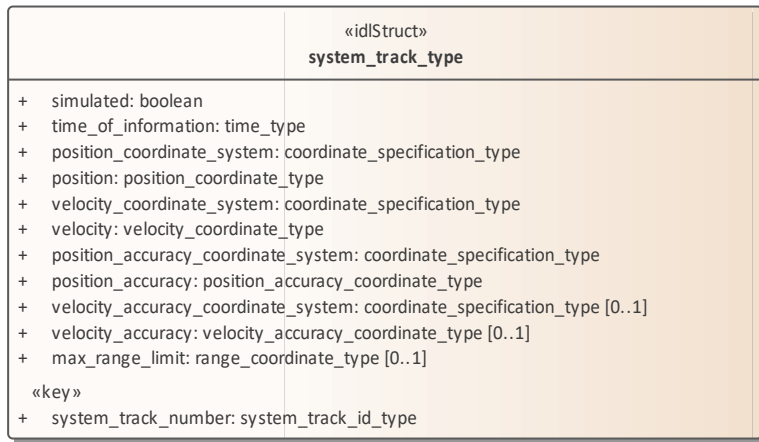 «idlStruct»
system_track_type
+ simulated: boolean
+ time_of_information: time_type
+ position_coordinate_system: coordinate_specification_type
+ position: position_coordinate_type
+ velocity_coordinate_system: coordinate_specification_type
+ velocity: velocity_coordinate_type
+ position_accuracy_coordinate_system: coordinate_specification_type
+ position_accuracy: position_accuracy_coordinate_type
+ velocity_accuracy_coordinate_system: coordinate_specification_type [0..1]
+ velocity_accuracy: velocity_accuracy_coordinate_type [0..1]
+ max_range_limit: range_coordinate_type [0..1]
«key»
+ system_track_number: system_track_id_type